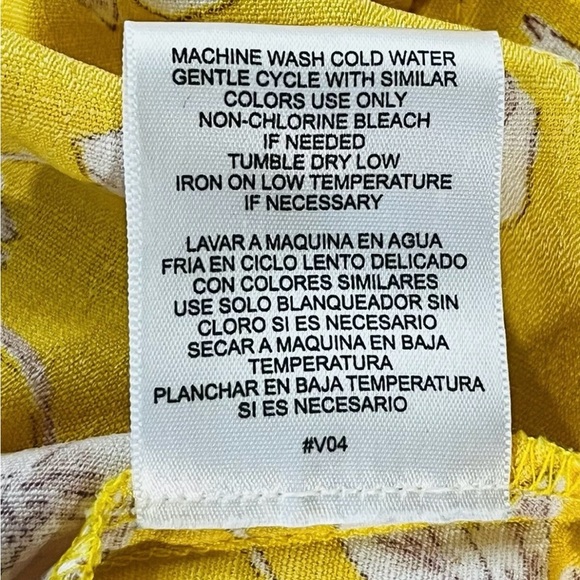 MACHINE WASH COLD WATER
GENTLE CYCLE WITH SIMILAR
COLORS USE ONLY
NON-CHLORINE BLEACH
IF NEEDED
TUMBLE DRY LOW
IRON ON LOW TEMPERATURE
IF NECESSARY
LAVAR A MAQUINA EN AGUA
FRIA EN CICLO LENTO DELICADO
CON COLORES SIMILARES
USE SOLO BLANQUEADOR SIN
CLORO SI ES NECESARIO
SECAR A MAQUINA EN BAJA
TEMPERATURA
PLANCHAR EN BAJA TEMPERATURA
SI ES NECESARIO
#V04